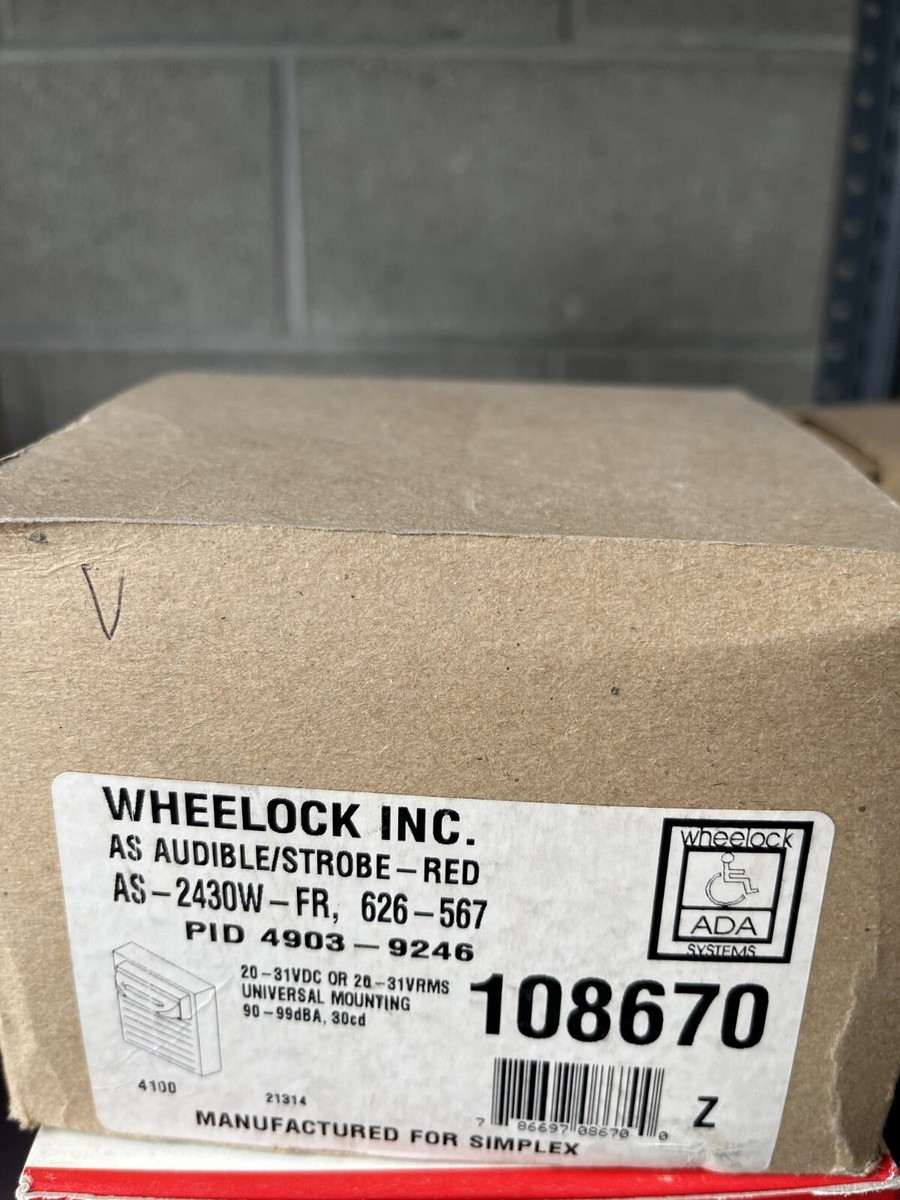 V
WHEELOCK INC.
AS AUDIBLE/STROBE-RED
AS-2430W-FR, 626-567
PID 4903-9246
20-31VDC OR 20-31VRMS
UNIVERSAL MOUNTING
90-99dBA, 30cd
wheelock
ADA
SYSTEMS
108670
4100
21314
7 86697 08670 0
Z
MANUFACTURED FOR SIMPLEX